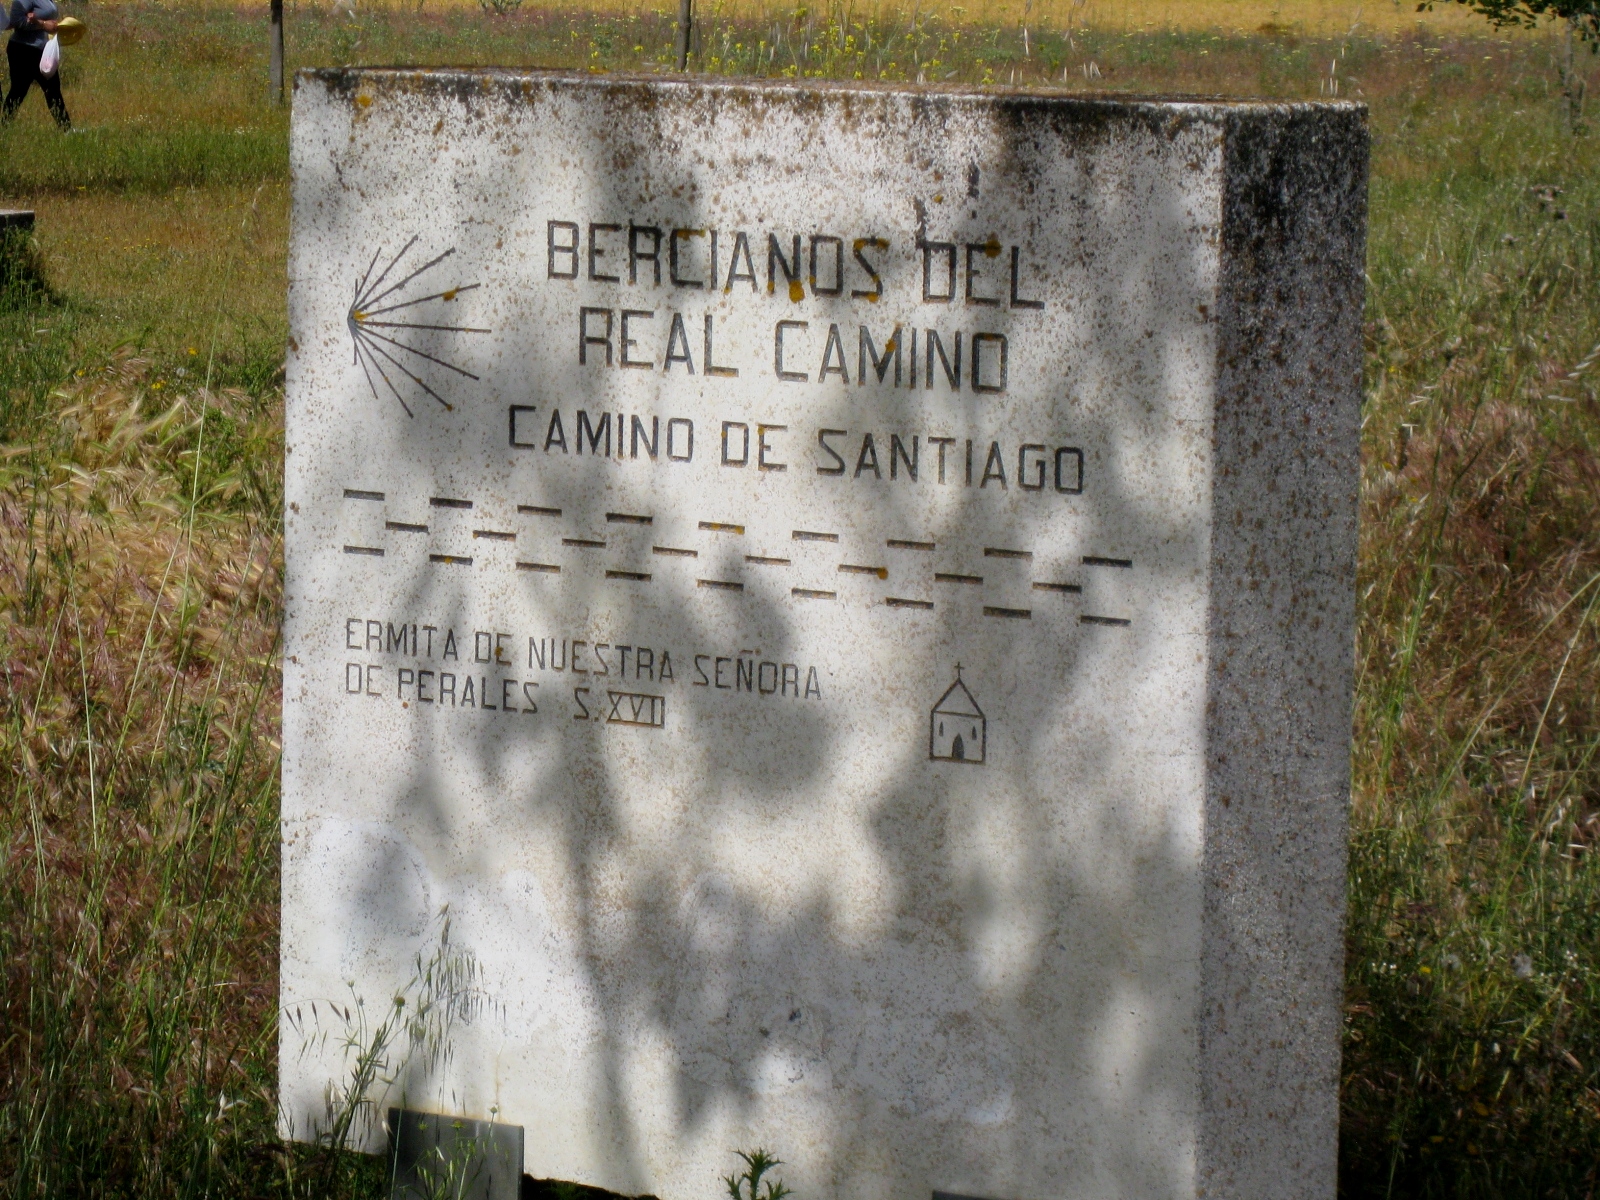 BERCIANOS DEL
REAL CAMINO
CAMINO DE SANTIAGO
ERMITA DE NUESTRA SEÑORA
DE PERALES S.XVII